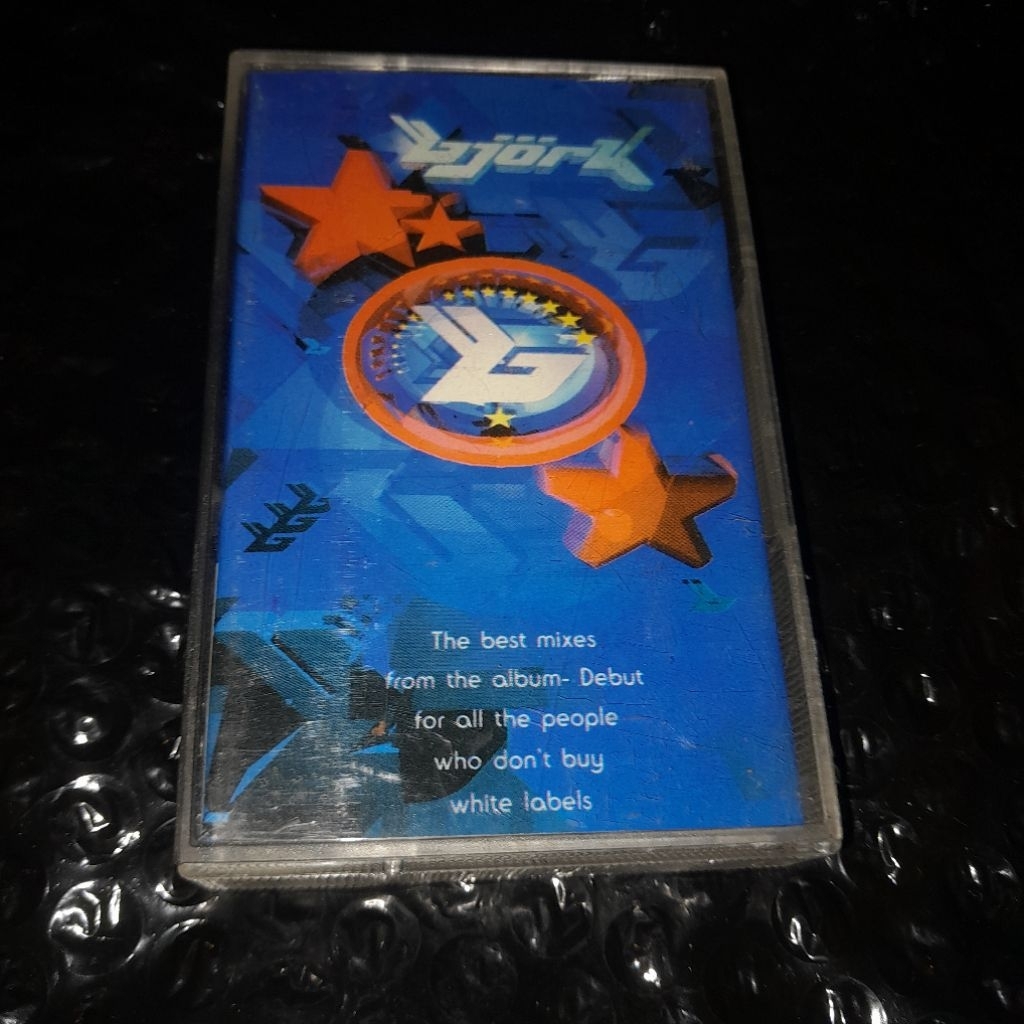 björk
B
The best mixes
from the album- Debut
for all the people
who don't buy
white labels